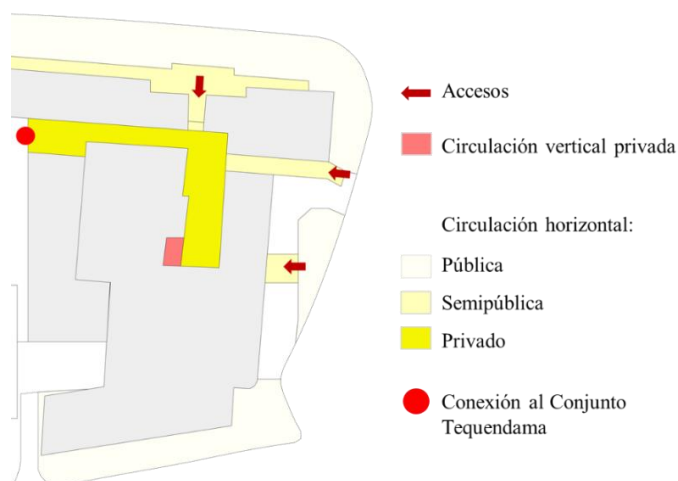 Accesos
Circulación vertical privada
Circulación horizontal:
Pública
Semipública
Privado
Conexión al Conjunto
Tequendama